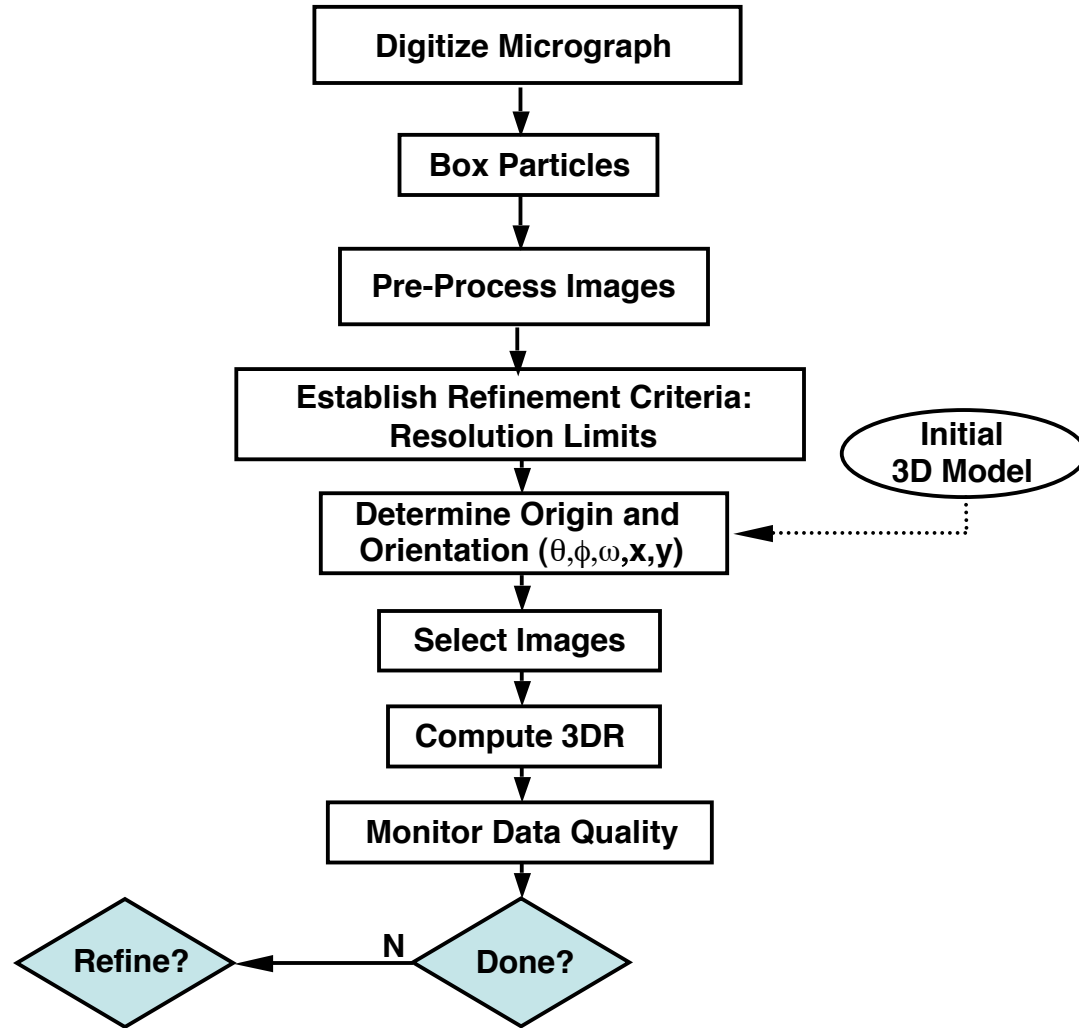 Digitize Micrograph
Box Particles
Pre-Process Images
Establish Refinement Criteria:
Resolution Limits
Initial
3D Model
Determine Origin and
Orientation (θ,ϕ,ω,x,y)
Select Images
Compute 3DR
Monitor Data Quality
Refine?
N
Done?